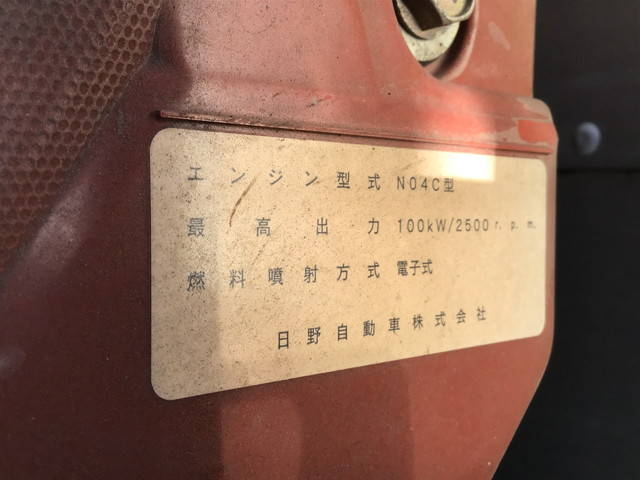 エンジン型式 N04C型
最高出力 100kW/2500r.p.m.
燃料噴射方式 電子式
日野自動車株式会社